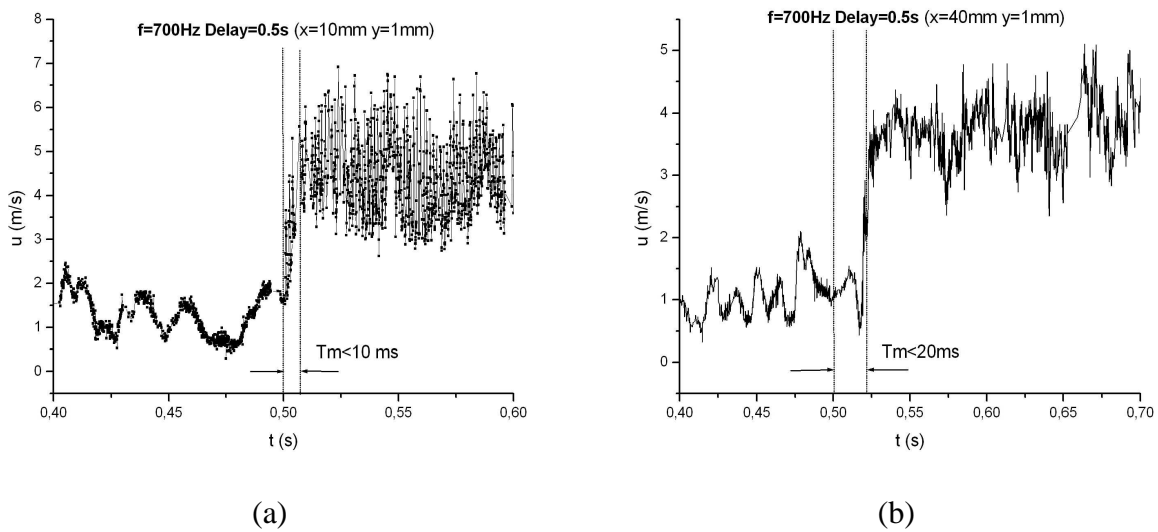 f=700Hz Delay=0.5s (x=10mm y=1mm)
8
7
6
5
4
3
2
1
0
u (m/s)
Tm<10 ms
0,40 0,45 0,50 0,55 0,60
t (s)
(a)
f=700Hz Delay=0.5s (x=40mm y=1mm)
5
4
3
2
1
0
u (m/s)
Tm<20ms
0,40 0,45 0,50 0,55 0,60 0,65 0,70
t (s)
(b)